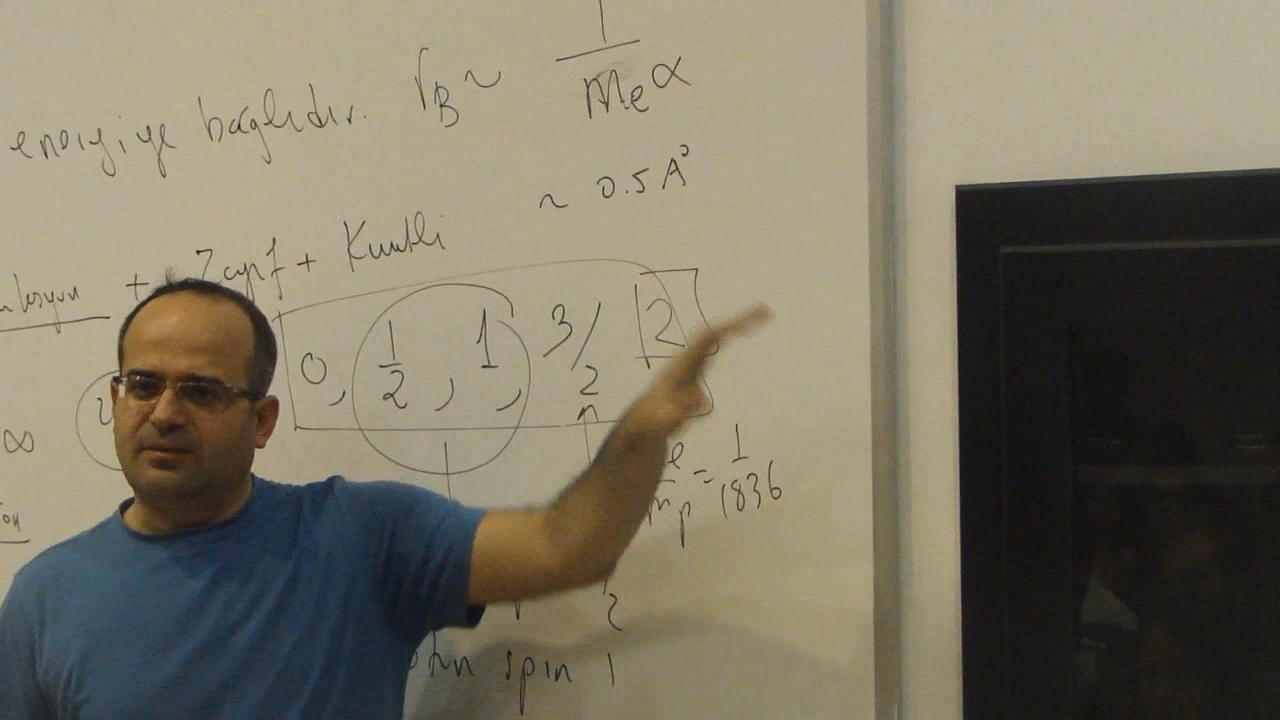 enerjiye bağlıdır. r_B ~ 1/(m_e α)
~ 0.5 A°
+ Zayıf + Kuvvetli
0, 1/2, 1, 3/2 2
∞
e/m_p = 1/1836
2
spin 1